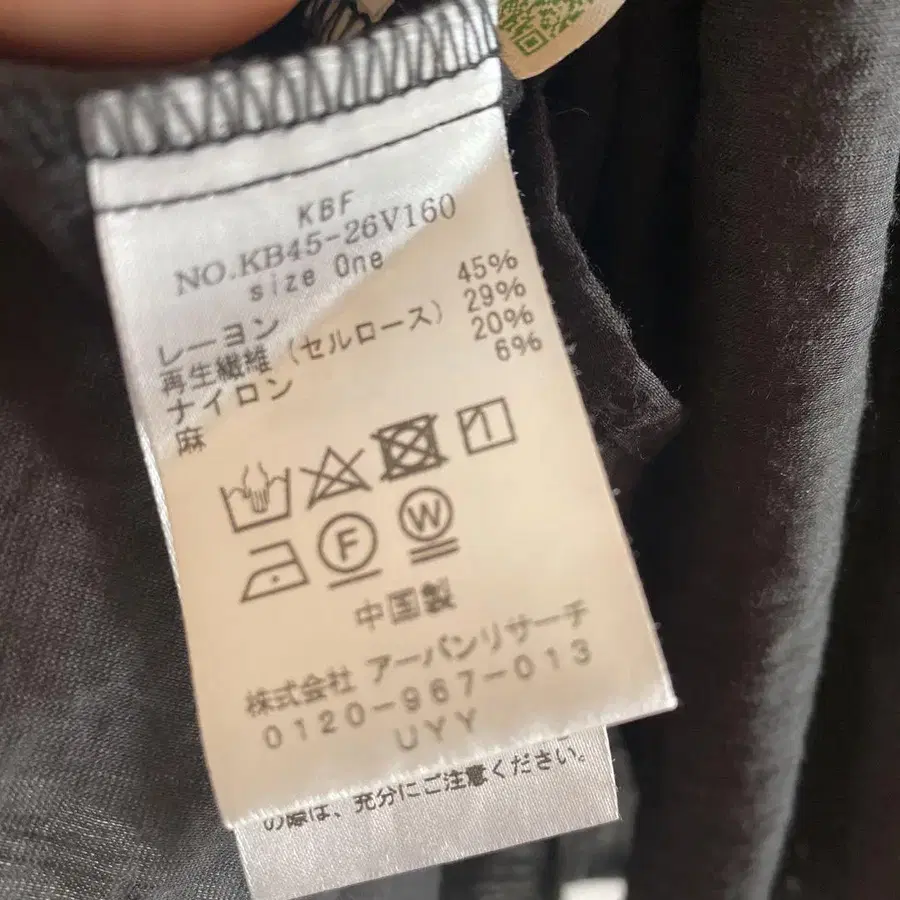 KBF
NO.KB45-26V160
size One
レーヨン 45%
再生繊維（セルロース） 29%
ナイロン 20%
麻 6%
F W
中国製
株式会社 アーバンリサーチ
0120-967-013
UYY
の際は、充分にご注意ください。